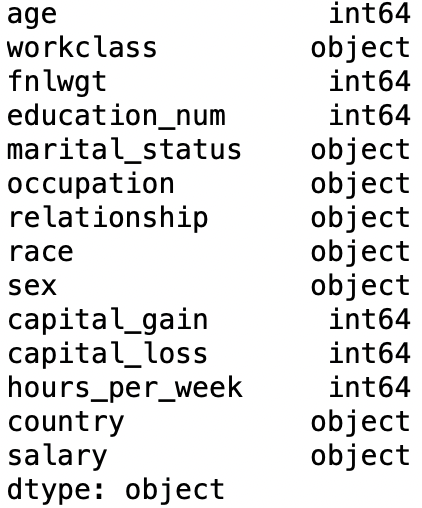 age int64
workclass object
fnlwgt int64
education_num int64
marital_status object
occupation object
relationship object
race object
sex object
capital_gain int64
capital_loss int64
hours_per_week int64
country object
salary object
dtype: object